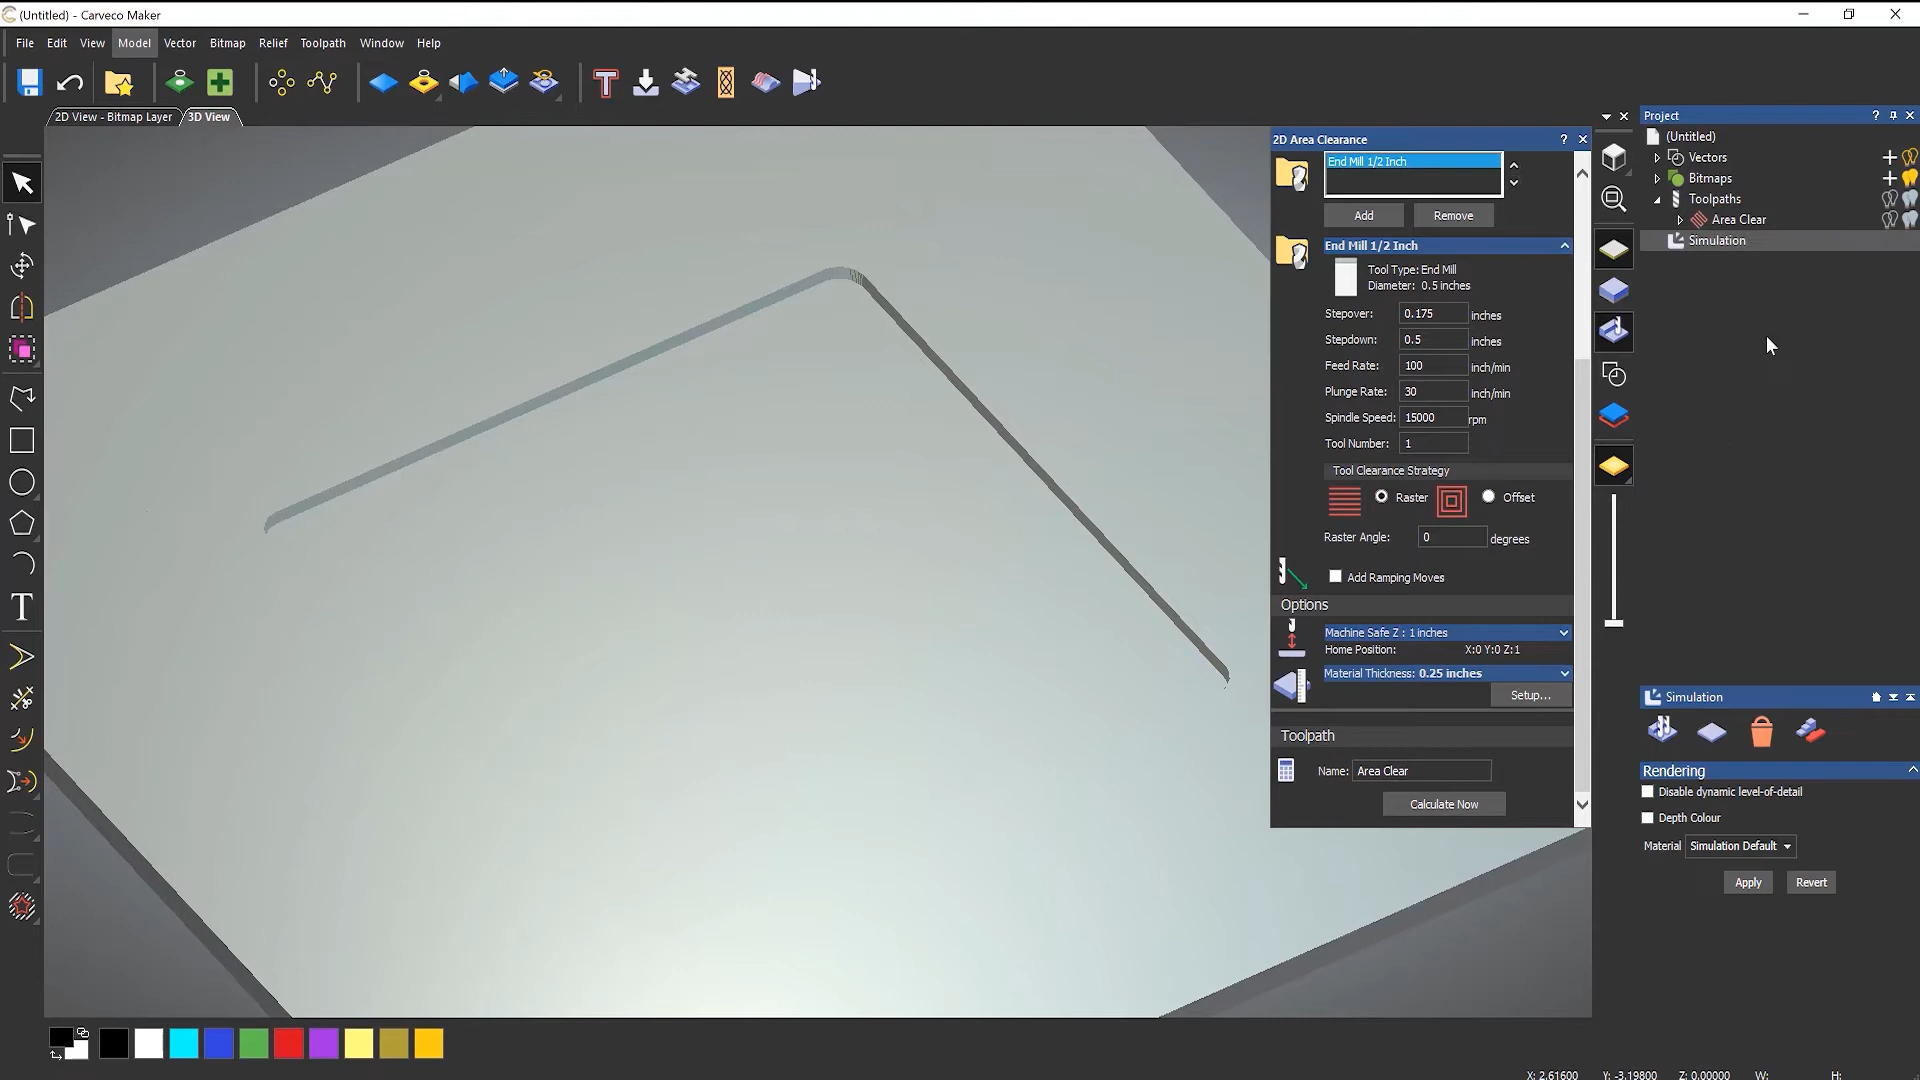 (Untitled) - Carveco Maker
File Edit View Model Vector Bitmap Relief Toolpath Window Help
2D View - Bitmap Layer 3D View
2D Area Clearance ?
End Mill 1/2 Inch
Add Remove
End Mill 1/2 Inch
Tool Type: End Mill
Diameter: 0.5 inches
Stepover: 0.175 inches
Stepdown: 0.5 inches
Feed Rate: 100 inch/min
Plunge Rate: 30 inch/min
Spindle Speed: 15000 rpm
Tool Number: 1
Tool Clearance Strategy
Raster Offset
Raster Angle: 0 degrees
Add Ramping Moves
Options
Machine Safe Z : 1 inches
Home Position: X:0 Y:0 Z:1
Material Thickness: 0.25 inches
Setup...
Toolpath
Name: Area Clear
Calculate Now
Project ?
(Untitled)
Vectors
Bitmaps
Toolpaths
Area Clear
Simulation
Simulation
Rendering
Disable dynamic level-of-detail
Depth Colour
Material Simulation Default
Apply Revert
T
X: 2.61600 Y: -3.19800 Z: 0.00000 W: H: